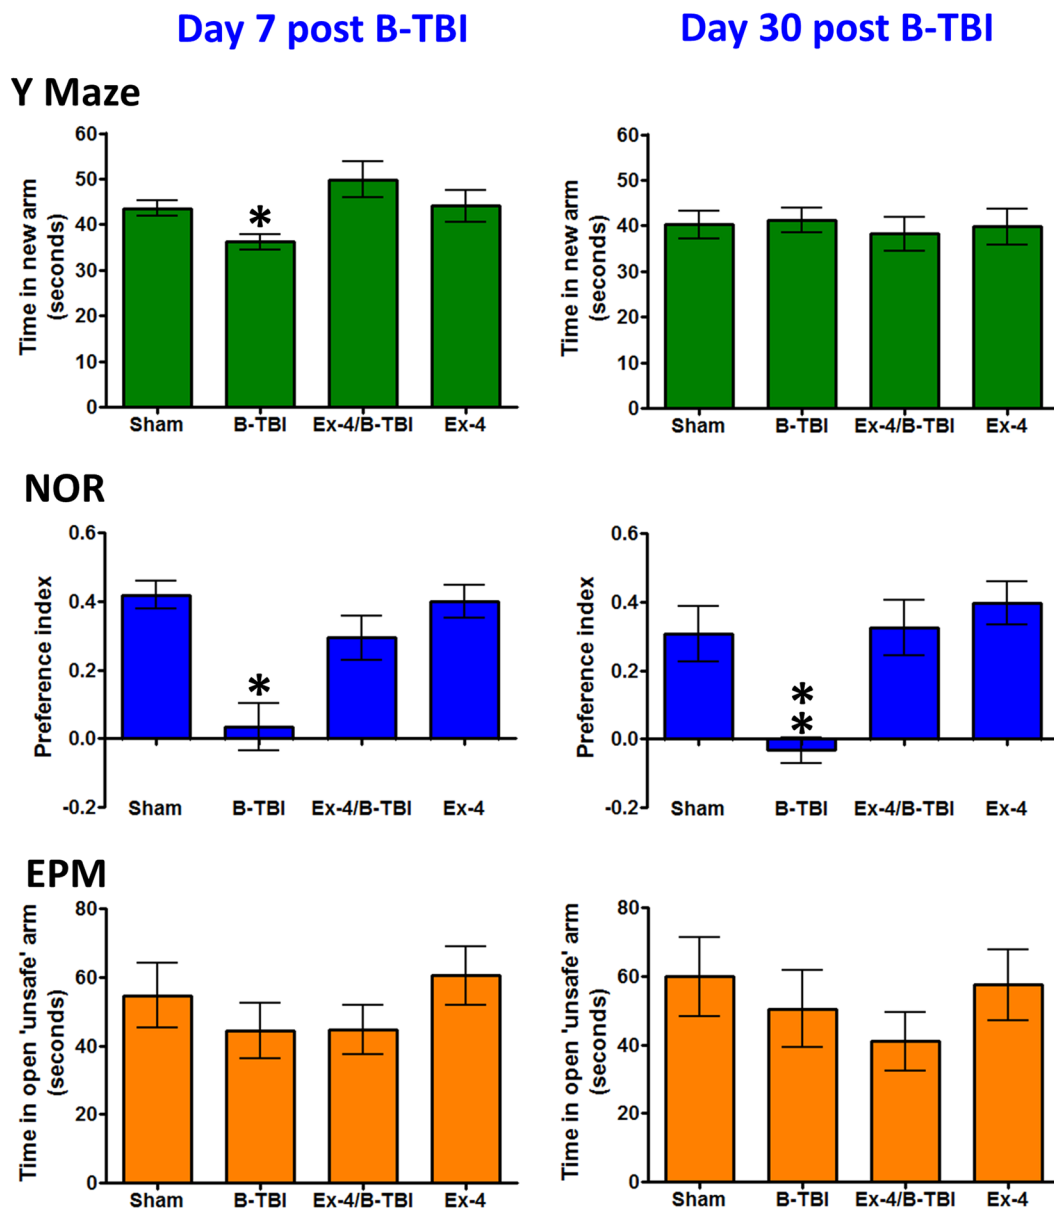 Day 7 post B-TBI
Day 30 post B-TBI
Y Maze
Time in new arm
(seconds)
60
50
40
30
20
10
0
*
Sham
B-TBI
Ex-4/B-TBI
Ex-4
Time in new arm
(seconds)
60
50
40
30
20
10
0
Sham
B-TBI
Ex-4/B-TBI
Ex-4
NOR
Preference index
0.6
0.4
0.2
0.0
-0.2
*
Sham
B-TBI
Ex-4/B-TBI
Ex-4
Preference index
0.6
0.4
0.2
0.0
-0.2
*
*
Sham
B-TBI
Ex-4/B-TBI
Ex-4
EPM
Time in open 'unsafe' arm
(seconds)
80
60
40
20
0
Sham
B-TBI
Ex-4/B-TBI
Ex-4
Time in open 'unsafe' arm
(seconds)
80
60
40
20
0
Sham
B-TBI
Ex-4/B-TBI
Ex-4